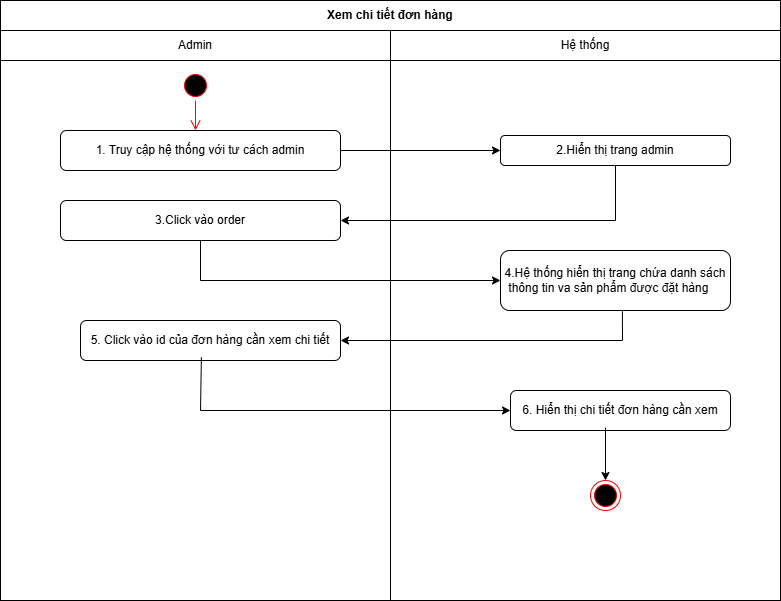 Xem chi tiết đơn hàng
Admin
Hệ thống
1. Truy cập hệ thống với tư cách admin
2.Hiển thị trang admin
3.Click vào order
4.Hệ thống hiển thị trang chứa danh sách
thông tin va sản phẩm được đặt hàng
5. Click vào id của đơn hàng cần xem chi tiết
6. Hiển thị chi tiết đơn hàng cần xem